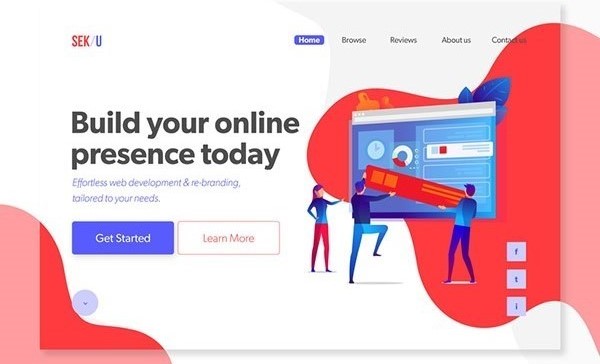 SEK/U
Home Browse Reviews About us Contact us
Build your online
presence today
Effortless web development & re-branding,
tailored to your needs.
Get Started Learn More
f
t
i